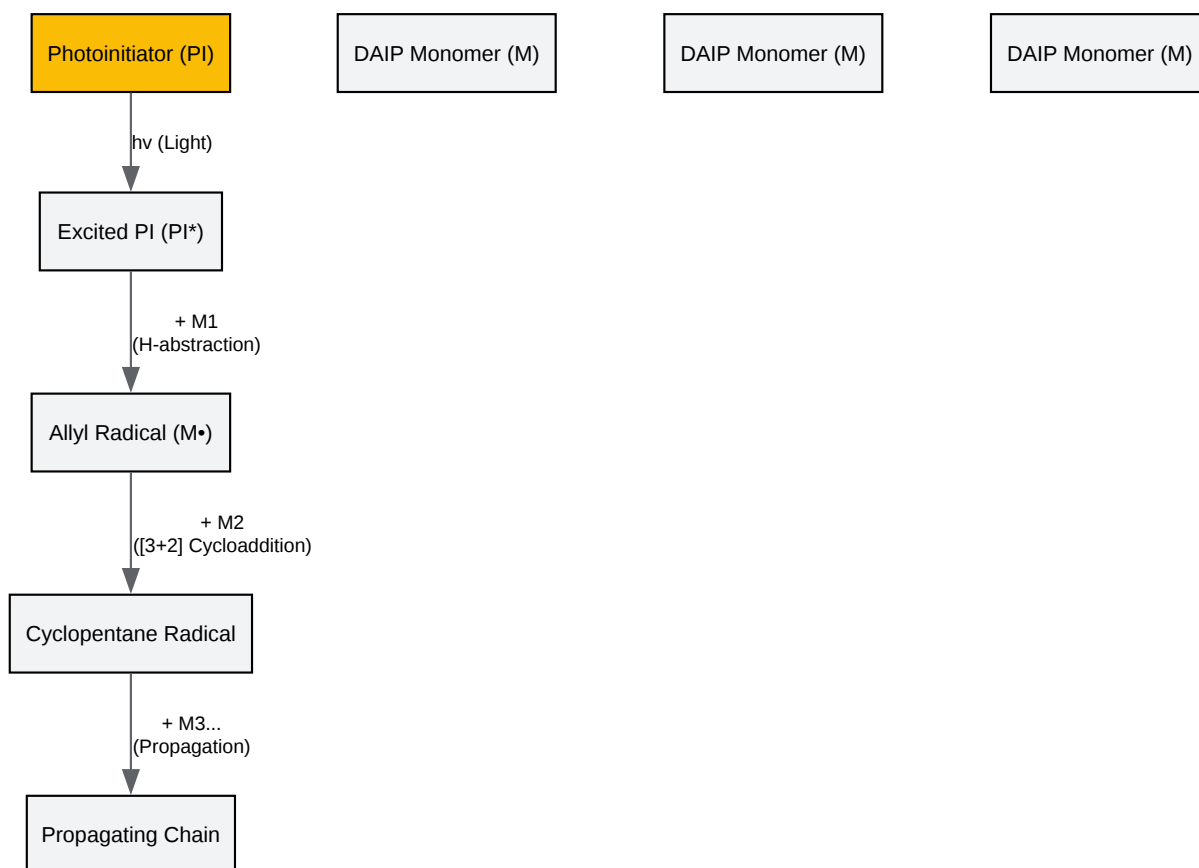 Photoinitiator (PI)
DAIP Monomer (M)
DAIP Monomer (M)
DAIP Monomer (M)
hv (Light)
Excited PI (PI*)
+ M1
(H-abstraction)
Allyl Radical (M•)
+ M2
([3+2] Cycloaddition)
Cyclopentane Radical
+ M3...
(Propagation)
Propagating Chain